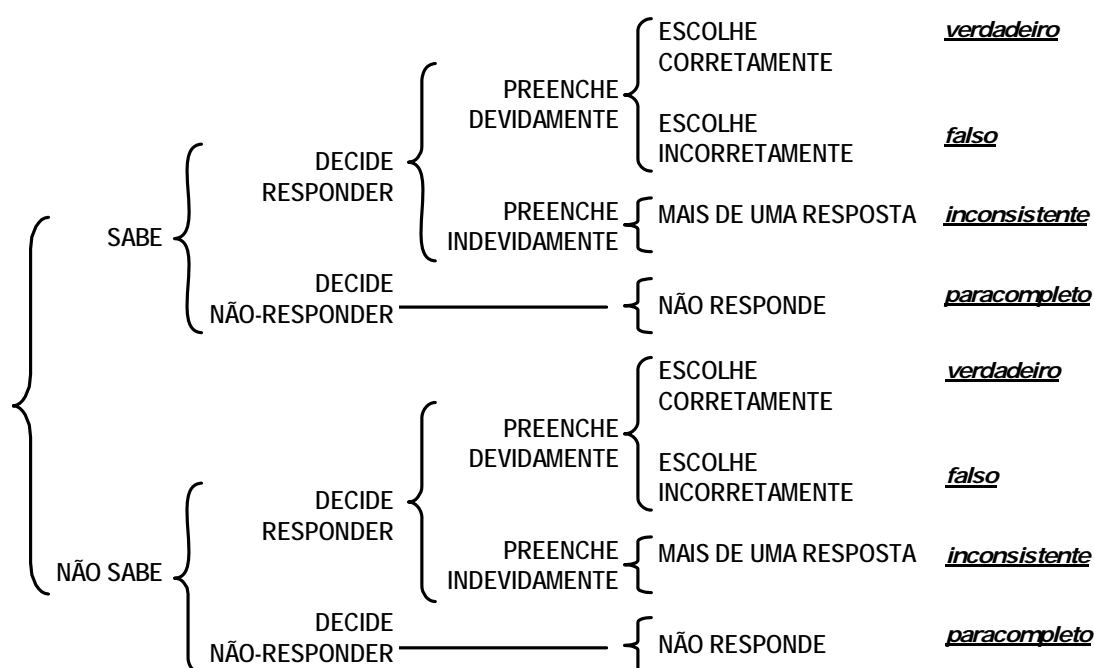 ESCOLHE
CORRETAMENTE
verdadeiro
PREENCHE
DEVIDAMENTE
ESCOLHE
INCORRETAMENTE
falso
DECIDE
RESPONDER
PREENCHE
INDEVIDAMENTE
MAIS DE UMA RESPOSTA
inconsistente
SABE
DECIDE
NÃO-RESPONDER
NÃO RESPONDE
paracompleto
ESCOLHE
CORRETAMENTE
verdadeiro
PREENCHE
DEVIDAMENTE
ESCOLHE
INCORRETAMENTE
falso
DECIDE
RESPONDER
PREENCHE
INDEVIDAMENTE
MAIS DE UMA RESPOSTA
inconsistente
NÃO SABE
DECIDE
NÃO-RESPONDER
NÃO RESPONDE
paracompleto